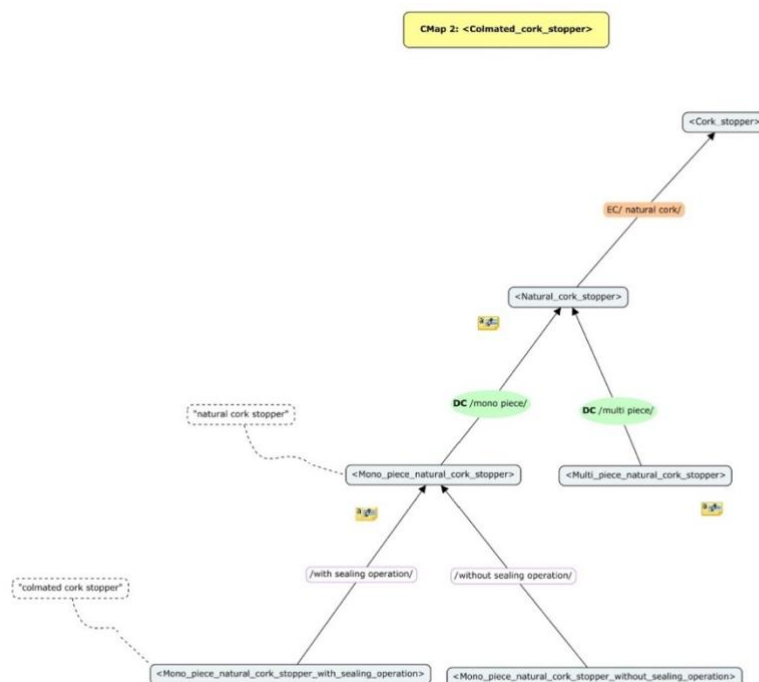 CMap 2: <Colmated_cork_stopper>
<Cork_stopper>
EC/ natural cork/
<Natural_cork_stopper>
DC /mono piece/
DC /multi piece/
"natural cork stopper"
<Mono_piece_natural_cork_stopper>
<Multi_piece_natural_cork_stopper>
/with sealing operation/
/without sealing operation/
"colmated cork stopper"
<Mono_piece_natural_cork_stopper_with_sealing_operation>
<Mono_piece_natural_cork_stopper_without_sealing_operation>